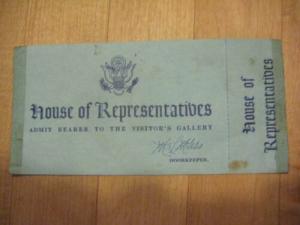 House of Representatives
ADMIT BEARER TO THE VISITOR'S GALLERY
DOORKEEPER.
House of
Representatives